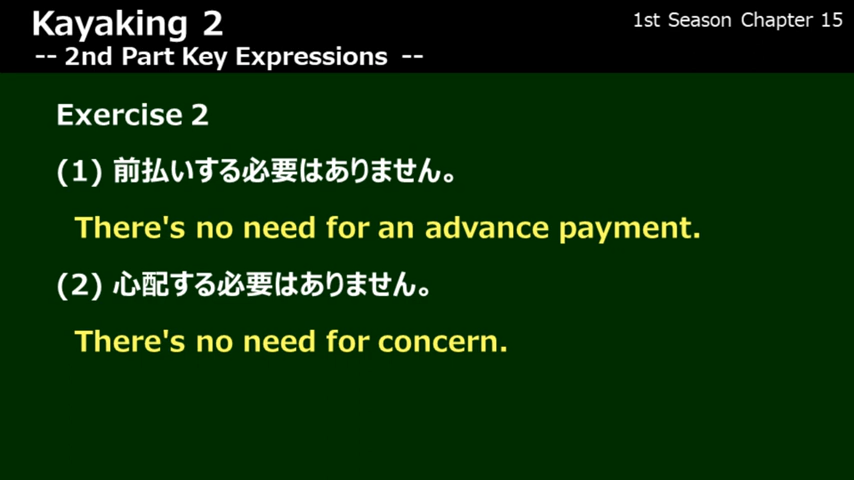 Kayaking 2
1st Season Chapter 15
-- 2nd Part Key Expressions --
Exercise 2
(1) 前払いする必要はありません。
There's no need for an advance payment.
(2) 心配する必要はありません。
There's no need for concern.